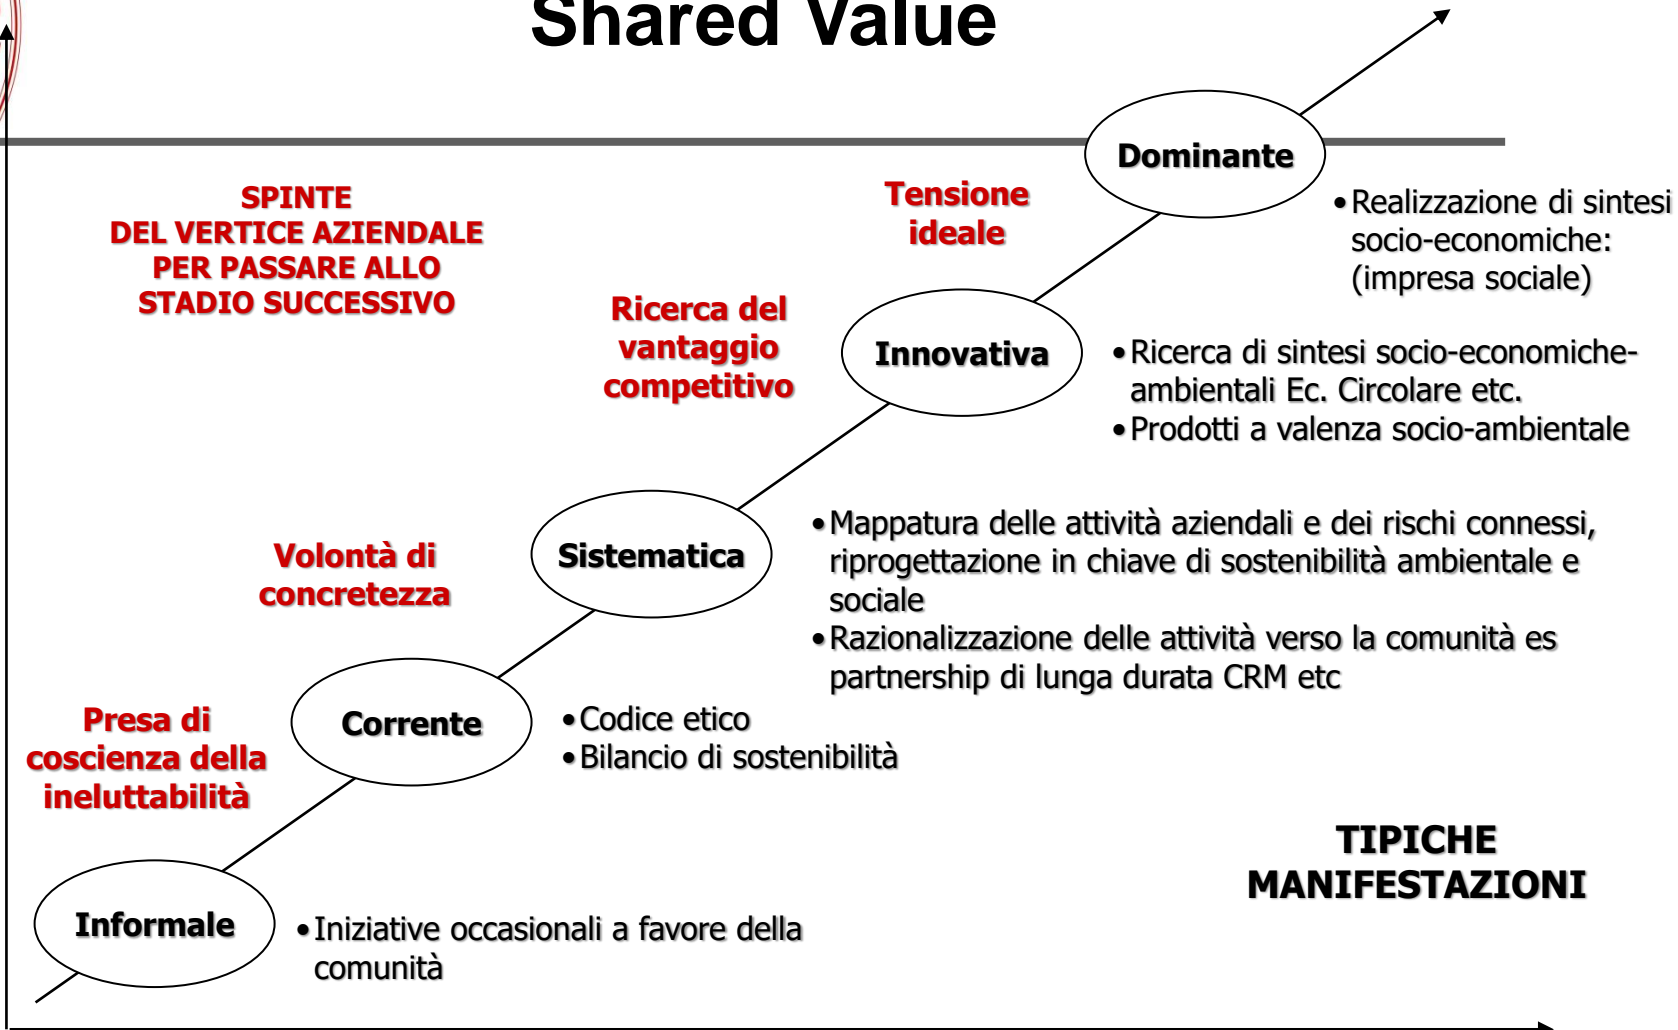 Shared Value
SPINTE
DEL VERTICE AZIENDALE
PER PASSARE ALLO
STADIO SUCCESSIVO
Dominante
• Realizzazione di sintesi
socio-economiche:
(impresa sociale)
Tensione
ideale
Innovativa
• Ricerca di sintesi socio-economiche-
ambientali Ec. Circolare etc.
• Prodotti a valenza socio-ambientale
Ricerca del
vantaggio
competitivo
Sistematica
• Mappatura delle attività aziendali e dei rischi connessi,
riprogettazione in chiave di sostenibilità ambientale e
sociale
• Razionalizzazione delle attività verso la comunità es
partnership di lunga durata CRM etc
Volontà di
concretezza
Corrente
• Codice etico
• Bilancio di sostenibilità
Presa di
coscienza della
ineluttabilità
Informale
• Iniziative occasionali a favore della
comunità
TIPICHE
MANIFESTAZIONI